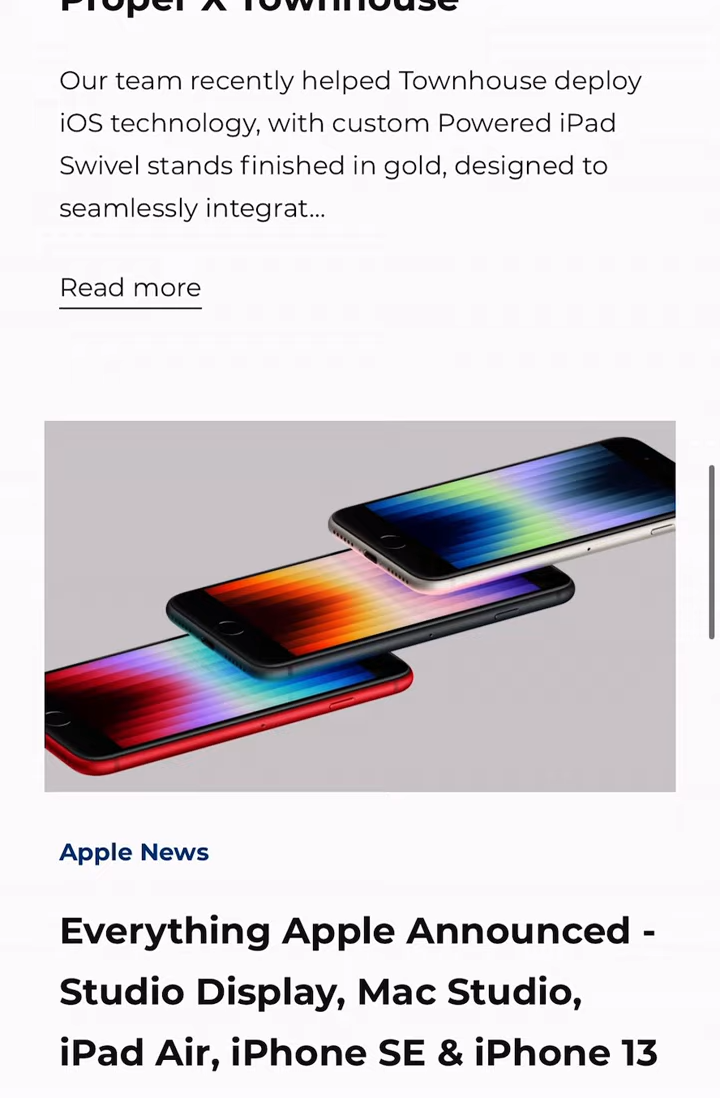 Proper X Townhouse
Our team recently helped Townhouse deploy
iOS technology, with custom Powered iPad
Swivel stands finished in gold, designed to
seamlessly integrat...
Read more
Apple News
Everything Apple Announced -
Studio Display, Mac Studio,
iPad Air, iPhone SE & iPhone 13